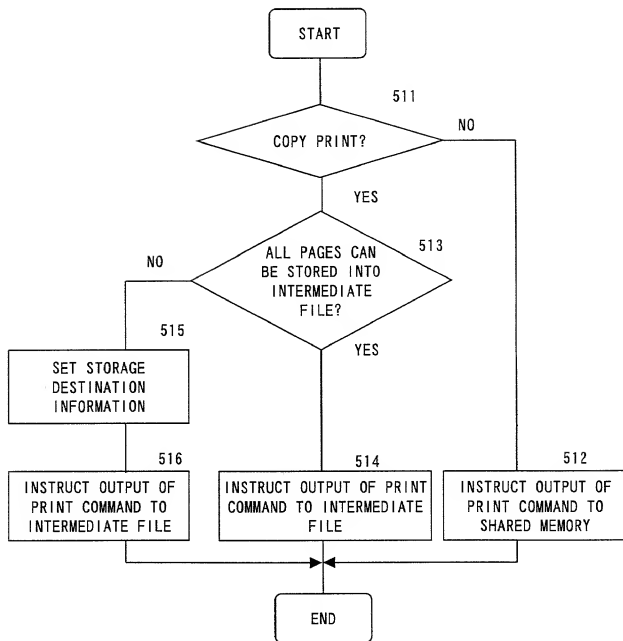 START
511
COPY PRINT?
NO
YES
513
ALL PAGES CAN
BE STORED INTO
INTERMEDIATE
FILE?
NO
YES
515
SET STORAGE
DESTINATION
INFORMATION
516
INSTRUCT OUTPUT OF
PRINT COMMAND TO
INTERMEDIATE FILE
514
INSTRUCT OUTPUT OF PRINT
COMMAND TO INTERMEDIATE
FILE
512
INSTRUCT OUTPUT OF
PRINT COMMAND TO
SHARED MEMORY
END